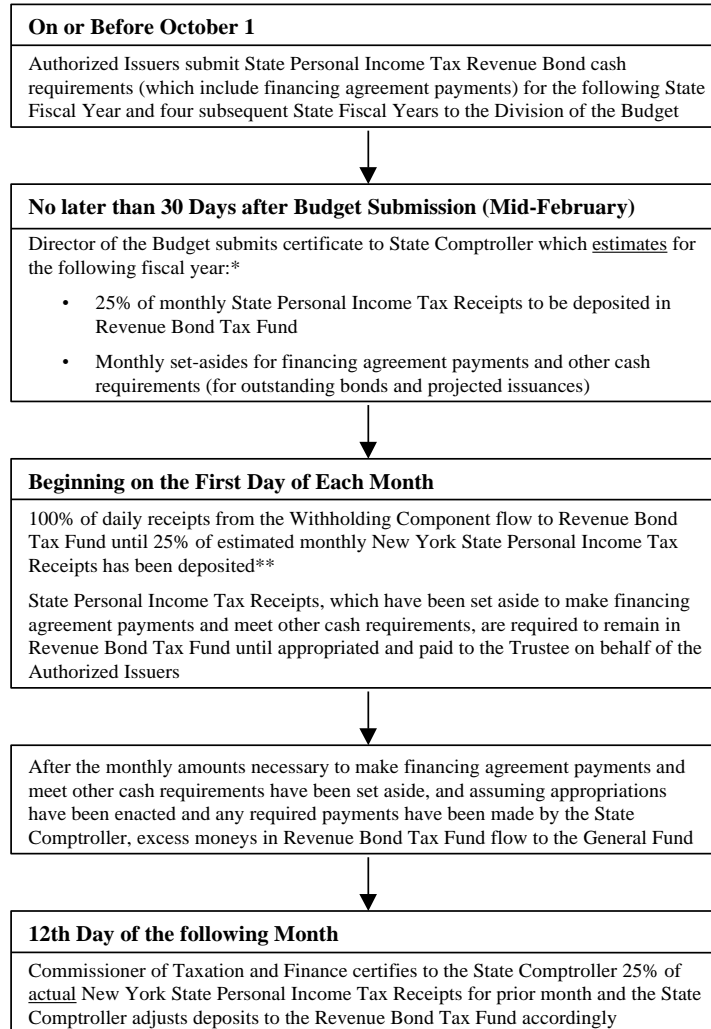 On or Before October 1
Authorized Issuers submit State Personal Income Tax Revenue Bond cash
requirements (which include financing agreement payments) for the following State
Fiscal Year and four subsequent State Fiscal Years to the Division of the Budget
No later than 30 Days after Budget Submission (Mid-February)
Director of the Budget submits certificate to State Comptroller which estimates for
the following fiscal year:*
• 25% of monthly State Personal Income Tax Receipts to be deposited in
Revenue Bond Tax Fund
• Monthly set-asides for financing agreement payments and other cash
requirements (for outstanding bonds and projected issuances)
Beginning on the First Day of Each Month
100% of daily receipts from the Withholding Component flow to Revenue Bond
Tax Fund until 25% of estimated monthly New York State Personal Income Tax
Receipts has been deposited**
State Personal Income Tax Receipts, which have been set aside to make financing
agreement payments and meet other cash requirements, are required to remain in
Revenue Bond Tax Fund until appropriated and paid to the Trustee on behalf of the
Authorized Issuers
After the monthly amounts necessary to make financing agreement payments and
meet other cash requirements have been set aside, and assuming appropriations
have been enacted and any required payments have been made by the State
Comptroller, excess moneys in Revenue Bond Tax Fund flow to the General Fund
12th Day of the following Month
Commissioner of Taxation and Finance certifies to the State Comptroller 25% of
actual New York State Personal Income Tax Receipts for prior month and the State
Comptroller adjusts deposits to the Revenue Bond Tax Fund accordingly